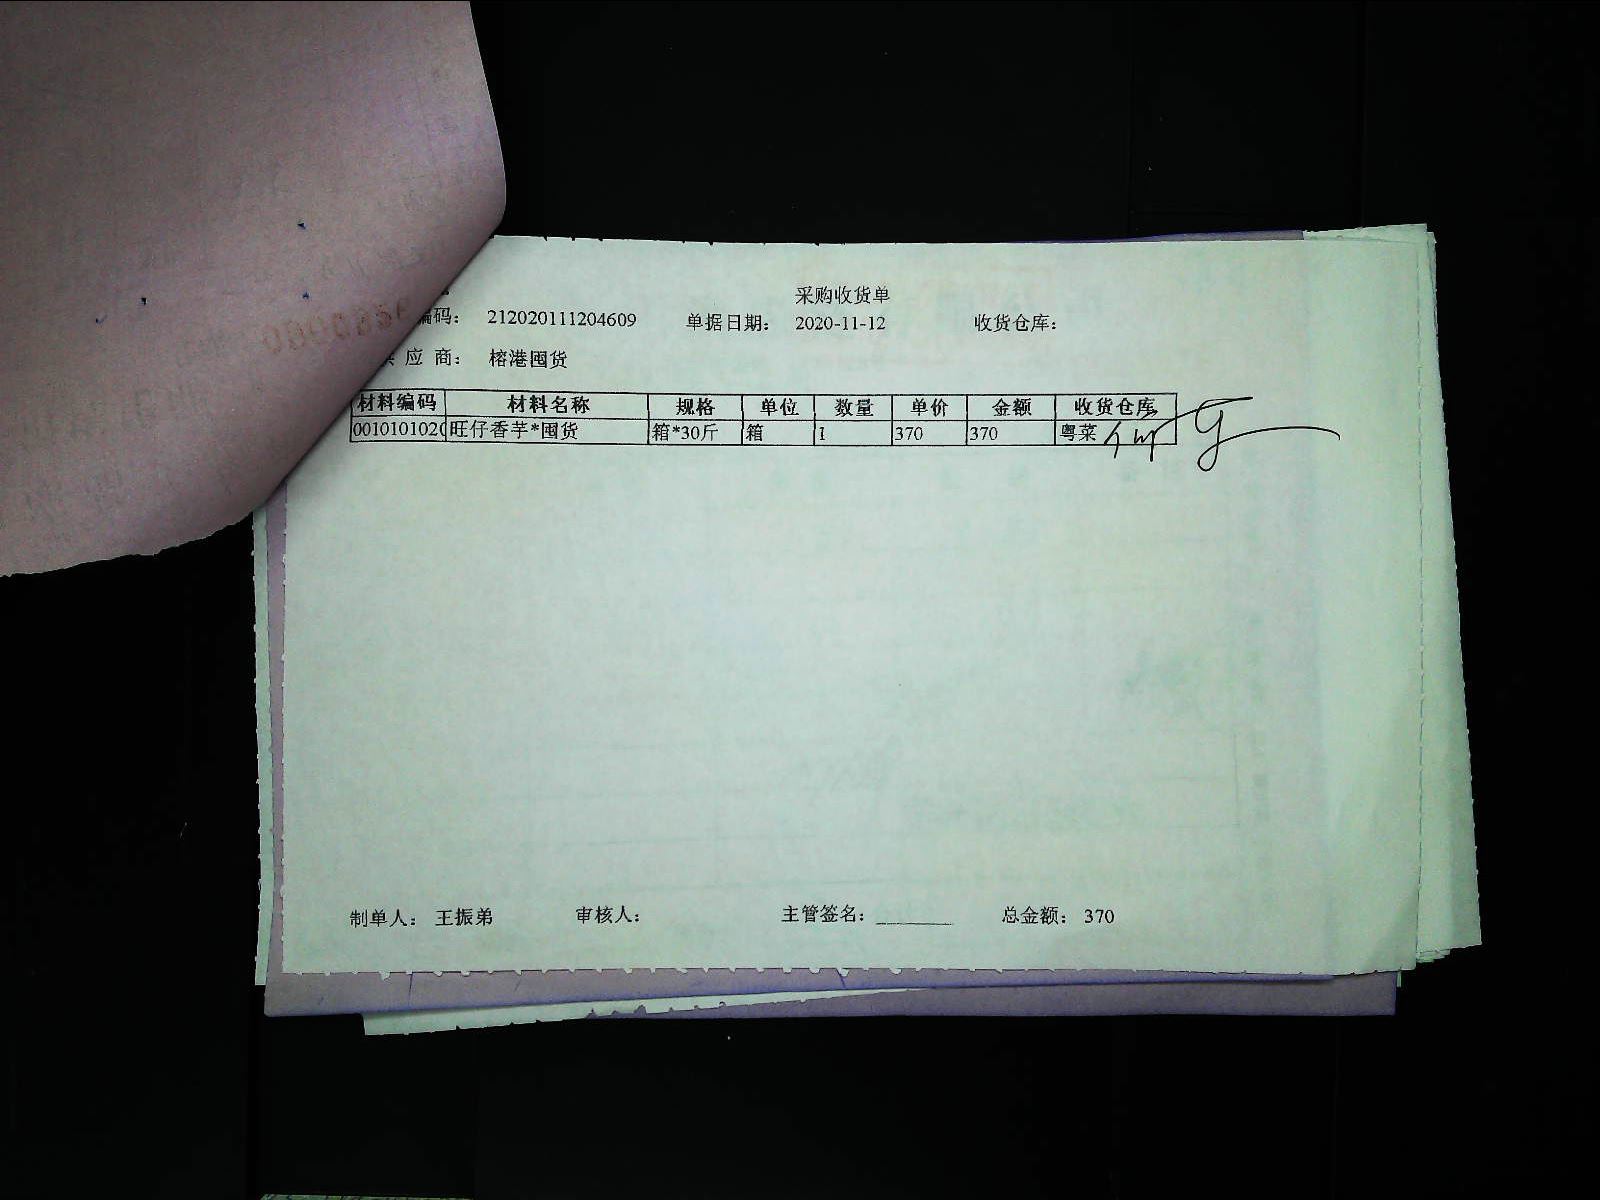 采购收货单
编码: 212020111204609 单据日期: 2020-11-12 收货仓库:
应 商: 榕港囤货
材料编码 材料名称 规格 单位 数量 单价 金额 收货仓库
0010101020 旺仔香芋*囤货 箱*30斤 箱 1 370 370 粤菜
制单人: 王振弟 审核人: 主管签名: ________ 总金额: 370